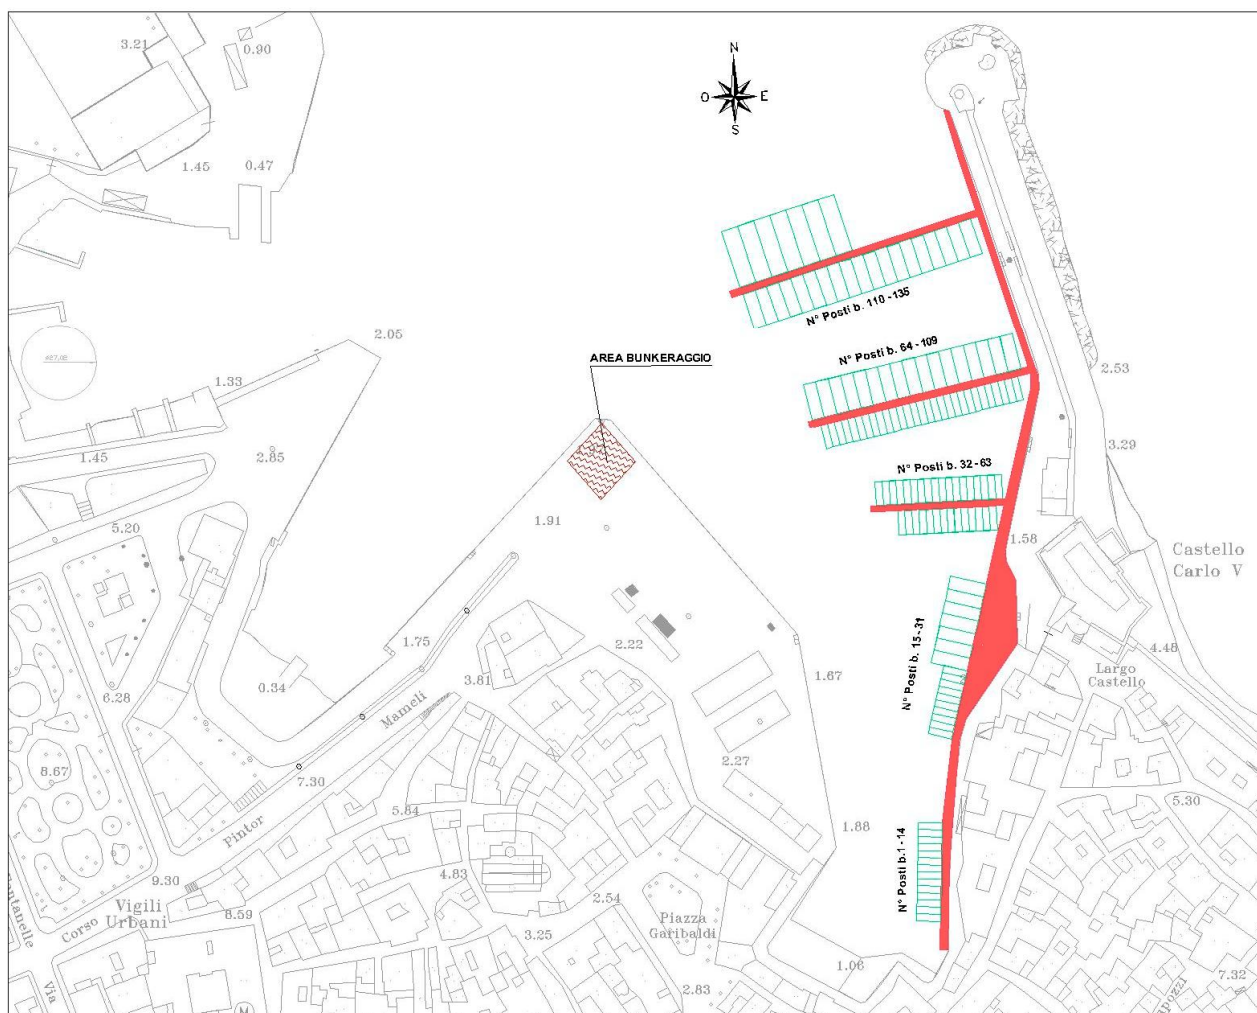 3.21
0.90
N
O
E
S
1.45
0.47
N° Posti b. 110 - 135
2.05
AREA BUNKERAGGIO
N° Posti b. 64 - 109
1.33
2.53
1.45
2.85
3.29
N° Posti b. 32 - 63
5.20
1.91
1.58
Castello
Carlo V
N° Posti b. 15 - 31
1.75
2.22
4.48
Largo
Castello
0.34
3.81
1.67
6.28
Mameli
8.67
7.30
2.27
5.30
5.84
Pintor
1.88
N° Posti b. 1 - 14
9.30
4.83
Vigili
Urbani
8.59
2.54
Piazza
Garibaldi
Corso
3.25
1.06
7.32
2.83
Via
M